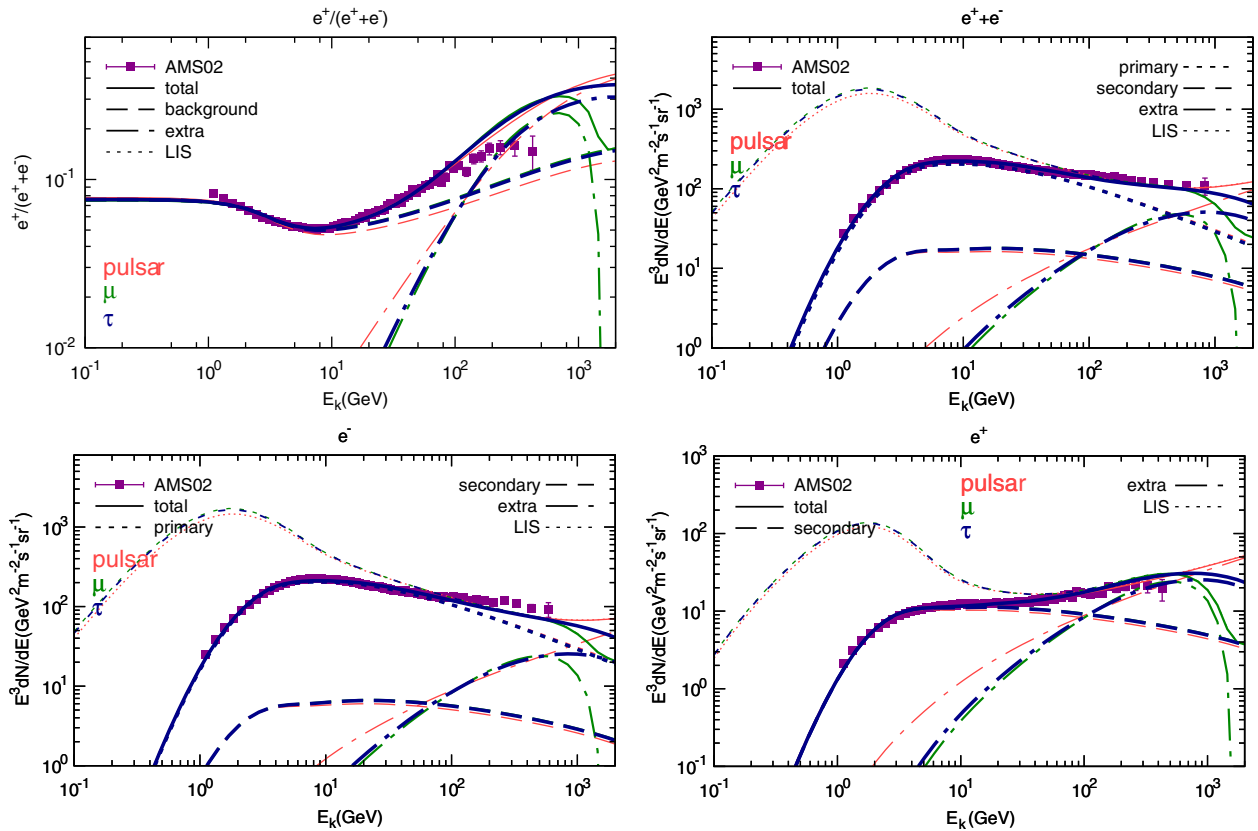 e⁺/(e⁺+e⁻)
e⁺/(e⁺+e⁻)
AMS02
total
background
extra
LIS
pulsar
μ
τ
10⁻¹
10⁻²
10⁻¹ 10⁰ 10¹ 10² 10³
Eₖ(GeV)
e⁺+e⁻
E³dN/dE(GeV²m⁻²s⁻¹sr⁻¹)
AMS02
total
primary
secondary
extra
LIS
pulsar
μ
τ
10³
10²
10¹
10⁰
10⁻¹ 10⁰ 10¹ 10² 10³
Eₖ(GeV)
e⁻
E³dN/dE(GeV²m⁻²s⁻¹sr⁻¹)
AMS02
total
primary
secondary
extra
LIS
pulsar
μ
τ
10³
10²
10¹
10⁰
10⁻¹ 10⁰ 10¹ 10² 10³
Eₖ(GeV)
e⁺
E³dN/dE(GeV²m⁻²s⁻¹sr⁻¹)
AMS02
total
secondary
pulsar
μ
τ
extra
LIS
10³
10²
10¹
10⁰
10⁻¹
10⁻¹ 10⁰ 10¹ 10² 10³
Eₖ(GeV)